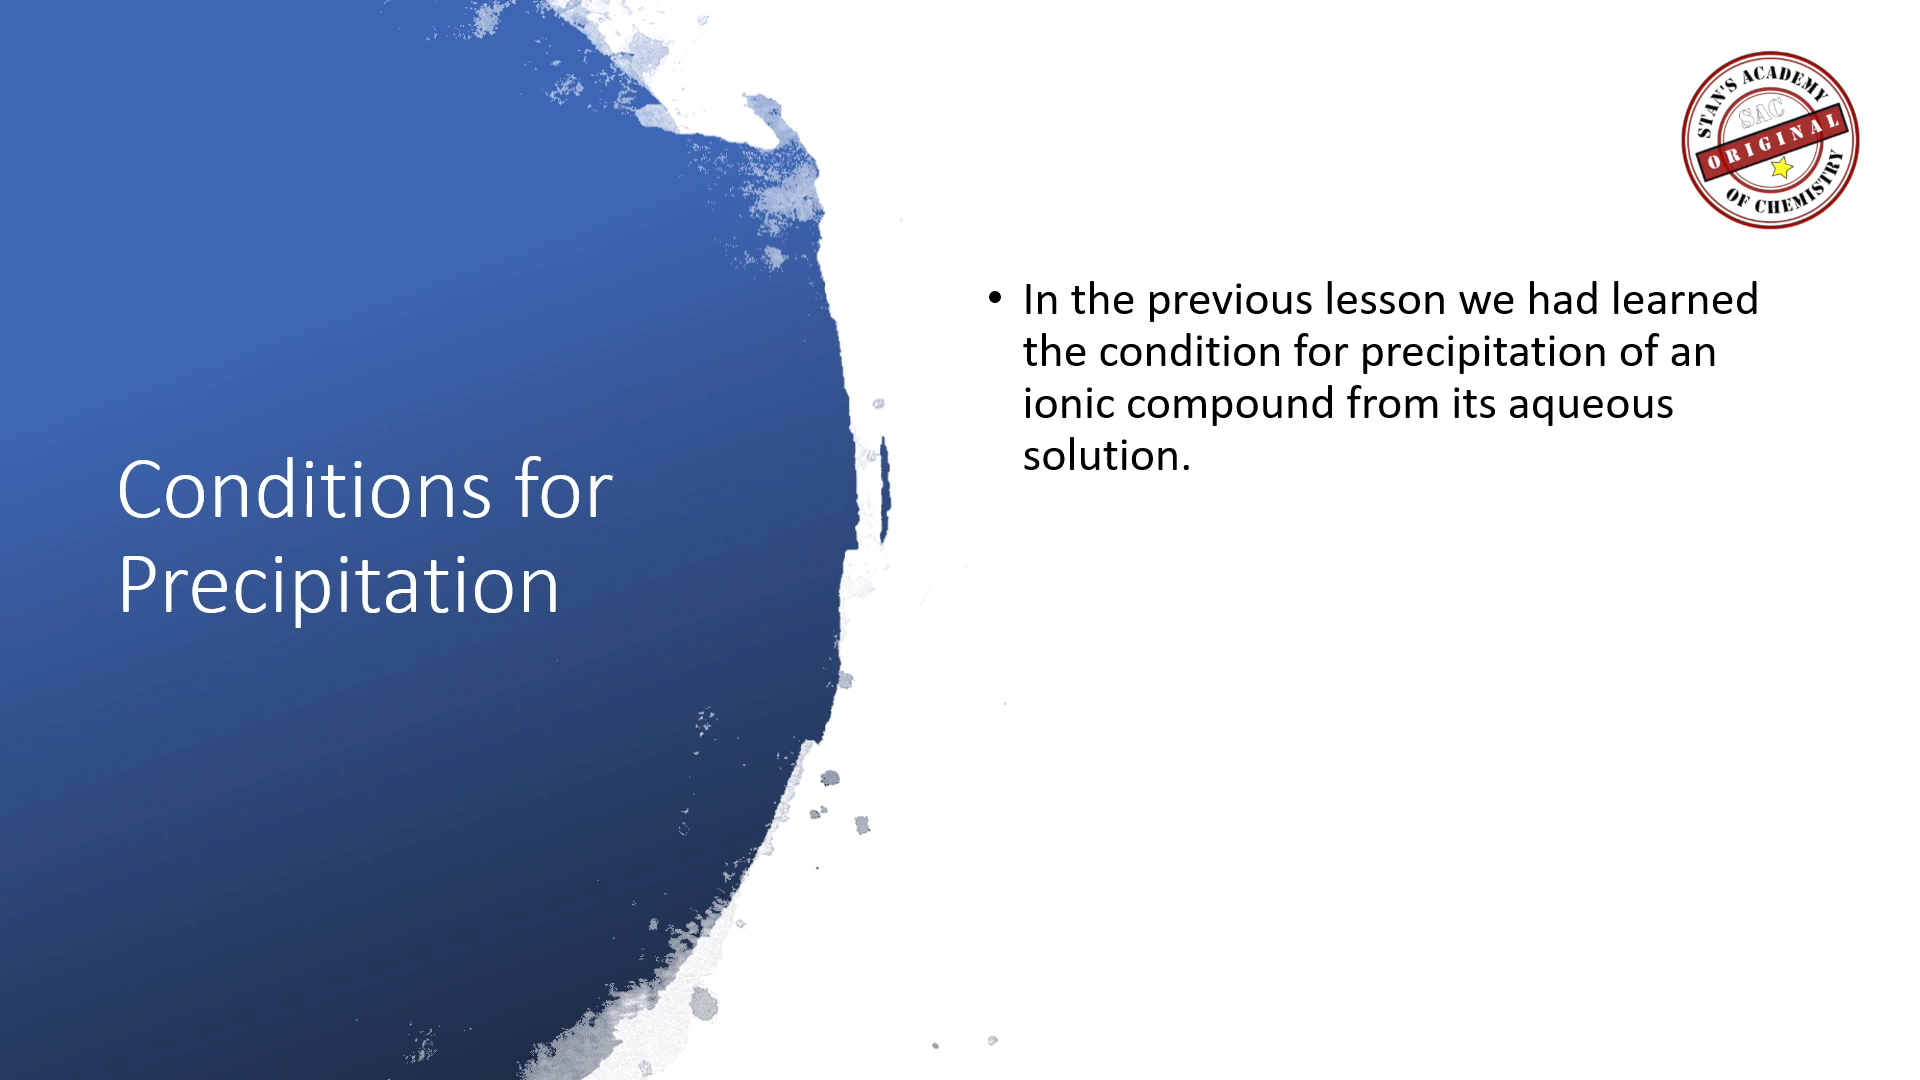 STAN'S ACADEMY
SAC
ORIGINAL
OF CHEMISTRY
Conditions for
Precipitation
• In the previous lesson we had learned
the condition for precipitation of an
ionic compound from its aqueous
solution.